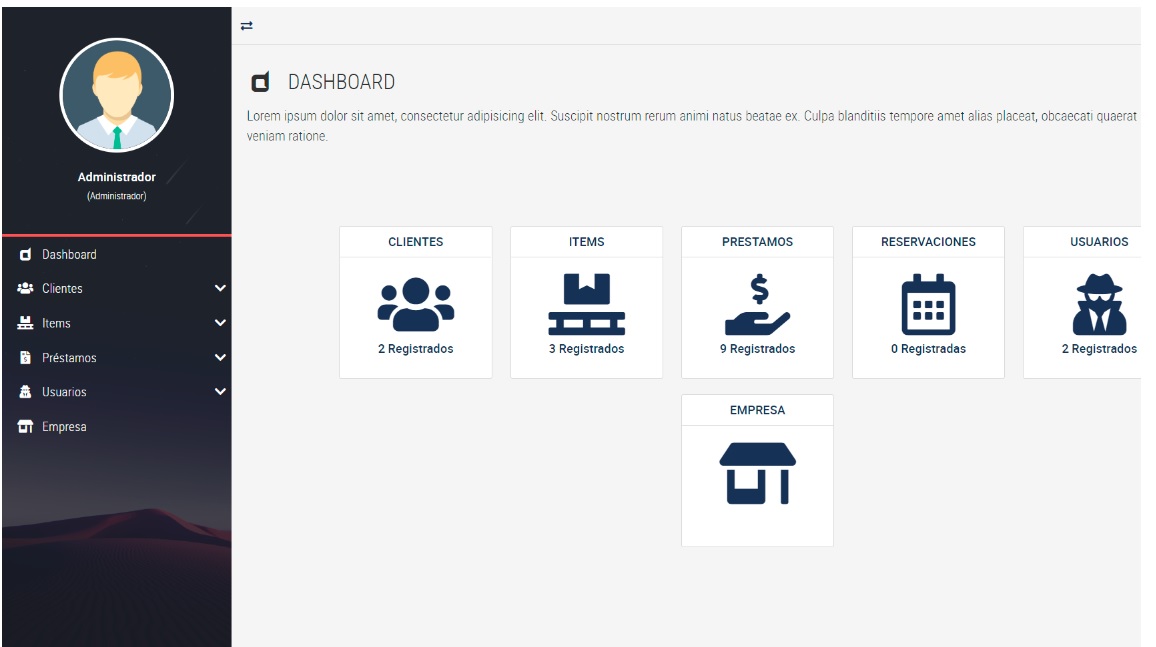 Administrador
(Administrador)
Dashboard
Clientes
Items
Préstamos
Usuarios
Empresa
DASHBOARD
Lorem ipsum dolor sit amet, consectetur adipisicing elit. Suscipit nostrum rerum animi natus beatae ex. Culpa blanditiis tempore amet alias placeat, obcaecati quaerat
veniam ratione.
CLIENTES
2 Registrados
ITEMS
3 Registrados
PRESTAMOS
9 Registrados
RESERVACIONES
0 Registradas
USUARIOS
2 Registrados
EMPRESA